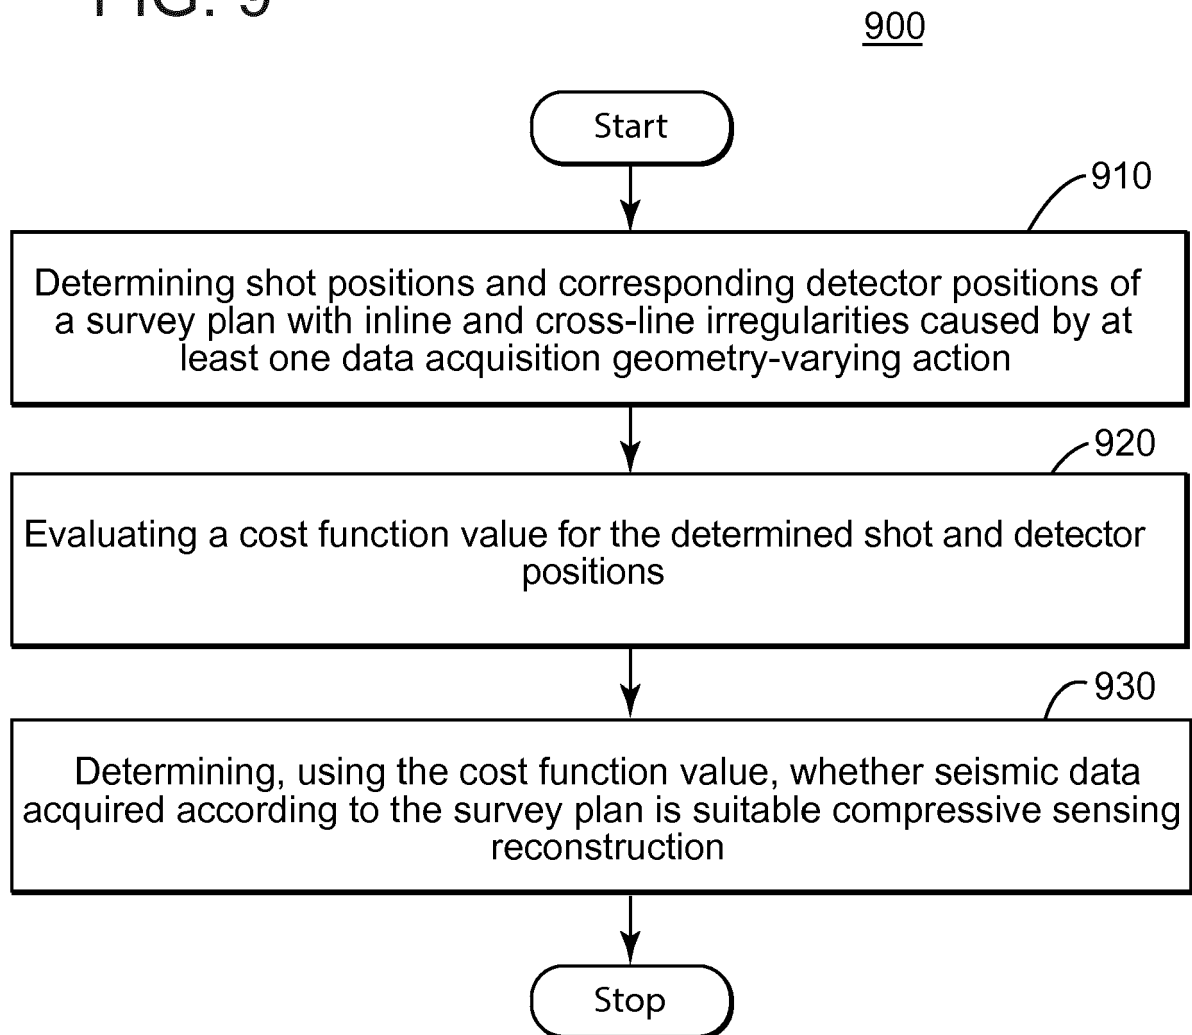 FIG. 9
900
Start
910
Determining shot positions and corresponding detector positions of
a survey plan with inline and cross-line irregularities caused by at
least one data acquisition geometry-varying action
920
Evaluating a cost function value for the determined shot and detector
positions
930
Determining, using the cost function value, whether seismic data
acquired according to the survey plan is suitable compressive sensing
reconstruction
Stop